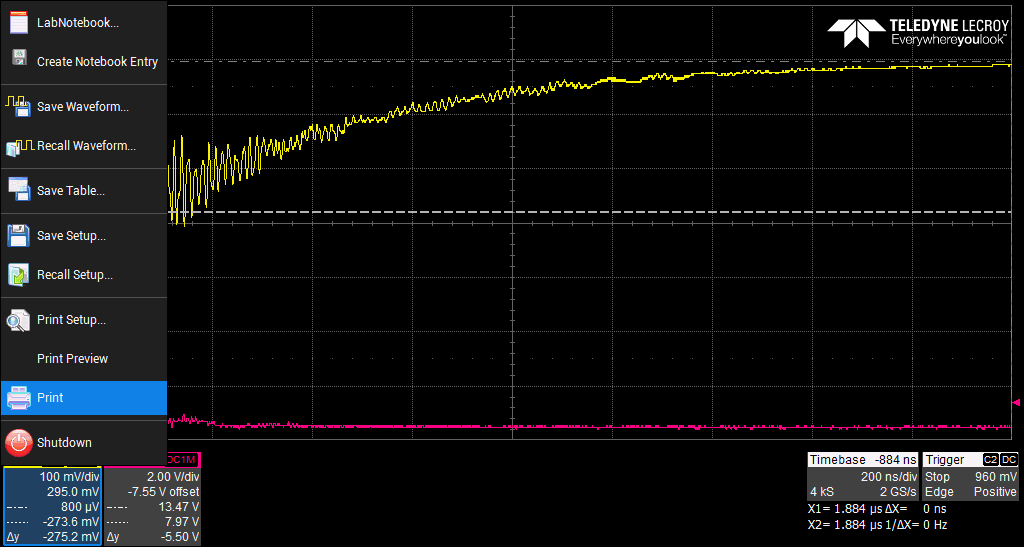 LabNotebook...
Create Notebook Entry
Save Waveform...
Recall Waveform...
Save Table...
Save Setup...
Recall Setup...
Print Setup...
Print Preview
Print
Shutdown
TELEDYNE LECROY
Everywhereyoulook™
DC1M
100 mV/div
295.0 mV
800 µV
-273.6 mV
Δy -275.2 mV
2.00 V/div
-7.55 V offset
13.47 V
7.97 V
Δy -5.50 V
Timebase -884 ns
200 ns/div
4 kS 2 GS/s
X1= 1.884 µs ΔX= 0 ns
X2= 1.884 µs 1/ΔX= 0 Hz
Trigger C2 DC
Stop 960 mV
Edge Positive